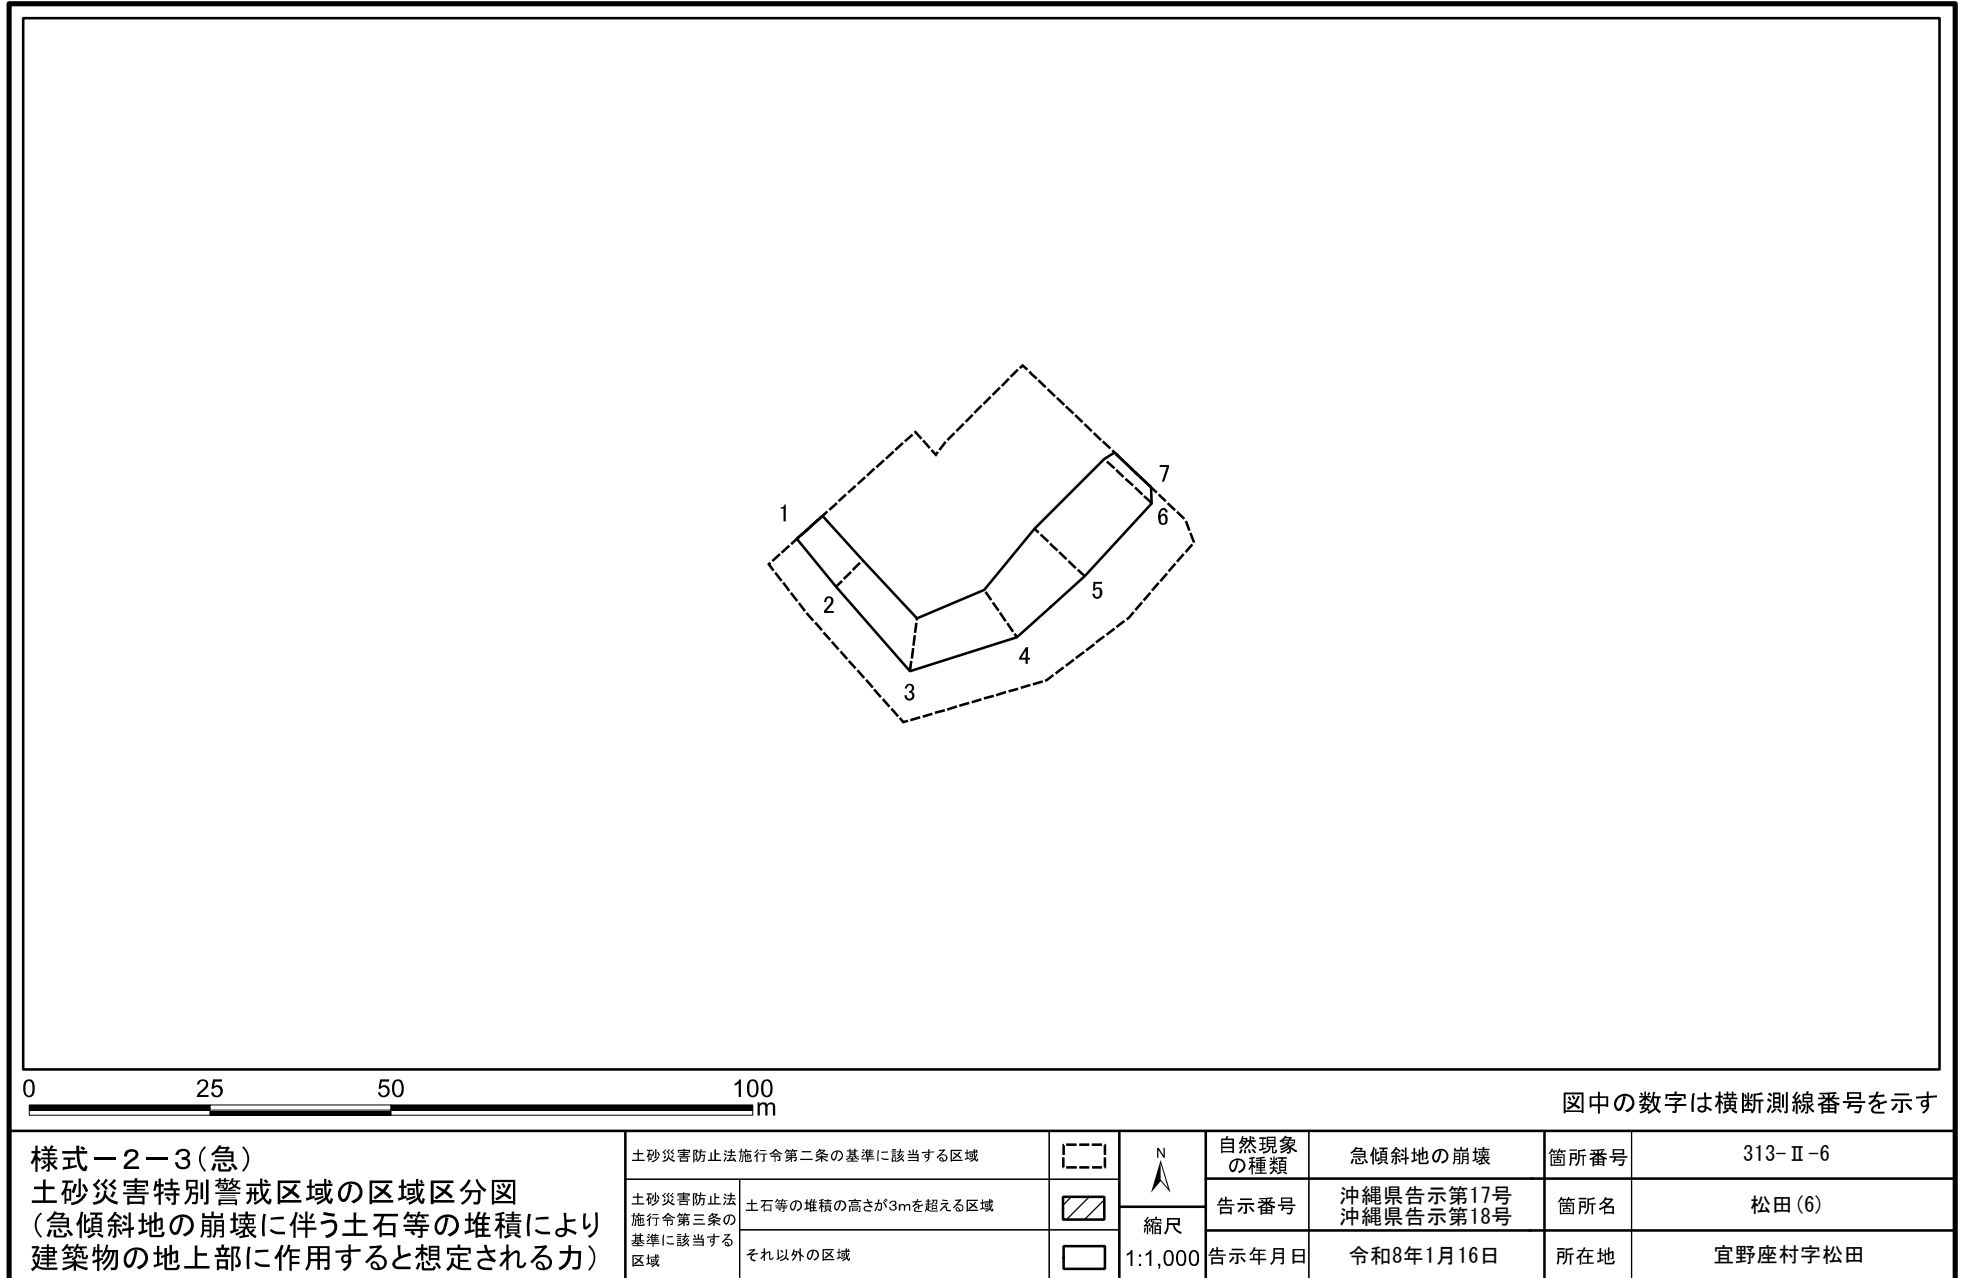 1
2
3
4
5
6
7
0 25 50 100
m
図中の数字は横断測線番号を示す
様式－２－３(急)
土砂災害特別警戒区域の区域区分図
(急傾斜地の崩壊に伴う土石等の堆積により
建築物の地上部に作用すると想定される力)
土砂災害防止法施行令第二条の基準に該当する区域
土砂災害防止法
施行令第三条の
基準に該当する
区域
土石等の堆積の高さが3mを超える区域
それ以外の区域
N
縮尺
1:1,000
自然現象
の種類
急傾斜地の崩壊
箇所番号
313-Ⅱ-6
告示番号
沖縄県告示第17号
沖縄県告示第18号
箇所名
松田(6)
告示年月日
令和8年1月16日
所在地
宜野座村字松田